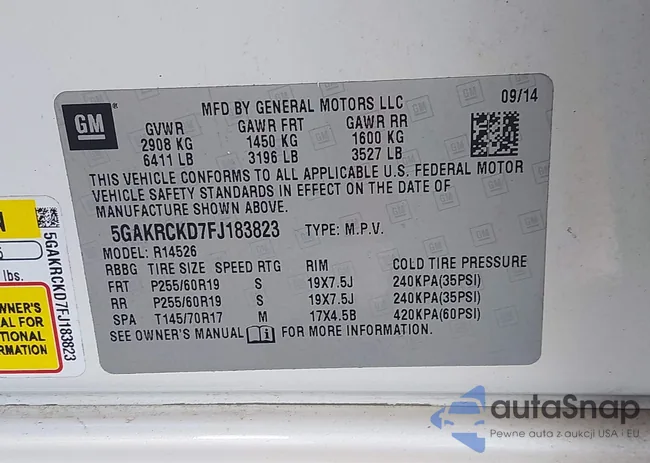 GM
MFD BY GENERAL MOTORS LLC
09/14
GVWR GAWR FRT GAWR RR
2908 KG 1450 KG 1600 KG
6411 LB 3196 LB 3527 LB
THIS VEHICLE CONFORMS TO ALL APPLICABLE U.S. FEDERAL MOTOR
VEHICLE SAFETY STANDARDS IN EFFECT ON THE DATE OF
MANUFACTURE SHOWN ABOVE.
5GAKRCKD7FJ183823 TYPE: M.P.V.
MODEL: R14526
RBBG TIRE SIZE SPEED RTG RIM COLD TIRE PRESSURE
FRT P255/60R19 S 19X7.5J 240KPA(35PSI)
RR P255/60R19 S 19X7.5J 240KPA(35PSI)
SPA T145/70R17 M 17X4.5B 420KPA(60PSI)
SEE OWNER'S MANUAL FOR MORE INFORMATION.
5GAKRCKD7FJ183823
lbs.
OWNER'S
FOR
autaSnap
Pewne auta z aukcji USA i EU